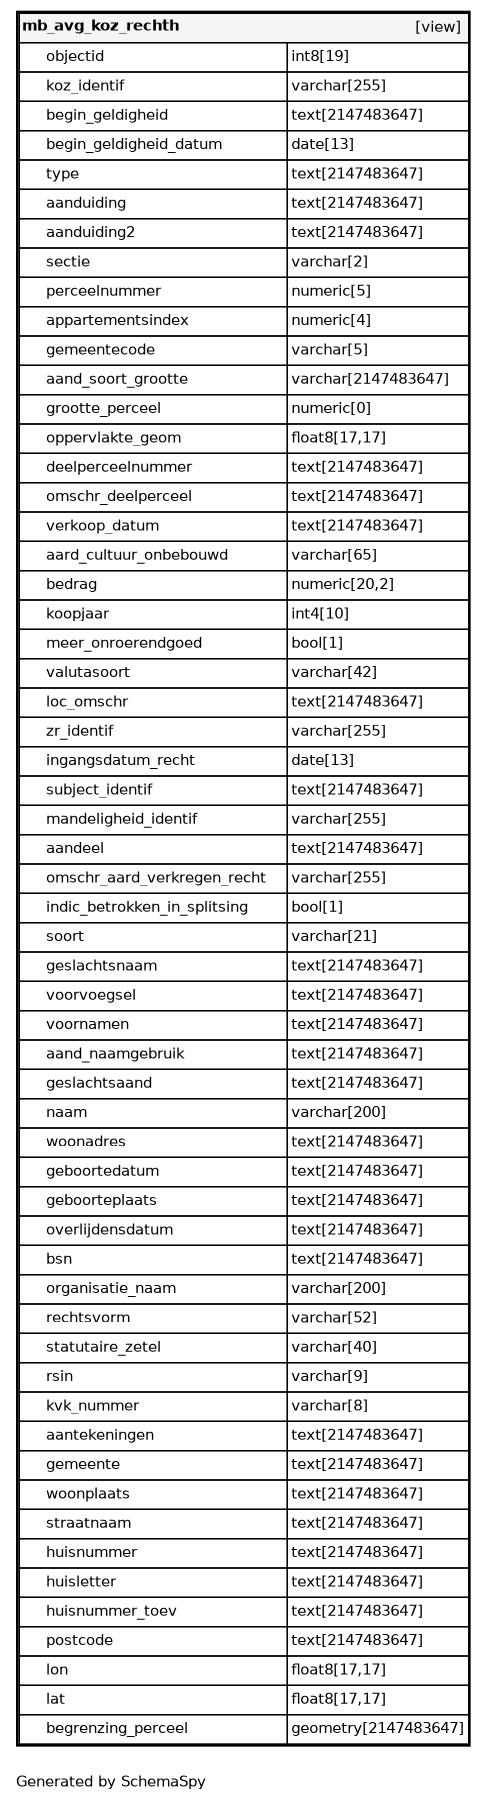 mb_avg_koz_rechth [view]
objectid int8[19]
koz_identif varchar[255]
begin_geldigheid text[2147483647]
begin_geldigheid_datum date[13]
type text[2147483647]
aanduiding text[2147483647]
aanduiding2 text[2147483647]
sectie varchar[2]
perceelnummer numeric[5]
appartementsindex numeric[4]
gemeentecode varchar[5]
aand_soort_grootte varchar[2147483647]
grootte_perceel numeric[0]
oppervlakte_geom float8[17,17]
deelperceelnummer text[2147483647]
omschr_deelperceel text[2147483647]
verkoop_datum text[2147483647]
aard_cultuur_onbebouwd varchar[65]
bedrag numeric[20,2]
koopjaar int4[10]
meer_onroerendgoed bool[1]
valutasoort varchar[42]
loc_omschr text[2147483647]
zr_identif varchar[255]
ingangsdatum_recht date[13]
subject_identif text[2147483647]
mandeligheid_identif varchar[255]
aandeel text[2147483647]
omschr_aard_verkregen_recht varchar[255]
indic_betrokken_in_splitsing bool[1]
soort varchar[21]
geslachtsnaam text[2147483647]
voorvoegsel text[2147483647]
voornamen text[2147483647]
aand_naamgebruik text[2147483647]
geslachtsaand text[2147483647]
naam varchar[200]
woonadres text[2147483647]
geboortedatum text[2147483647]
geboorteplaats text[2147483647]
overlijdensdatum text[2147483647]
bsn text[2147483647]
organisatie_naam varchar[200]
rechtsvorm varchar[52]
statutaire_zetel varchar[40]
rsin varchar[9]
kvk_nummer varchar[8]
aantekeningen text[2147483647]
gemeente text[2147483647]
woonplaats text[2147483647]
straatnaam text[2147483647]
huisnummer text[2147483647]
huisletter text[2147483647]
huisnummer_toev text[2147483647]
postcode text[2147483647]
lon float8[17,17]
lat float8[17,17]
begrenzing_perceel geometry[2147483647]
Generated by SchemaSpy